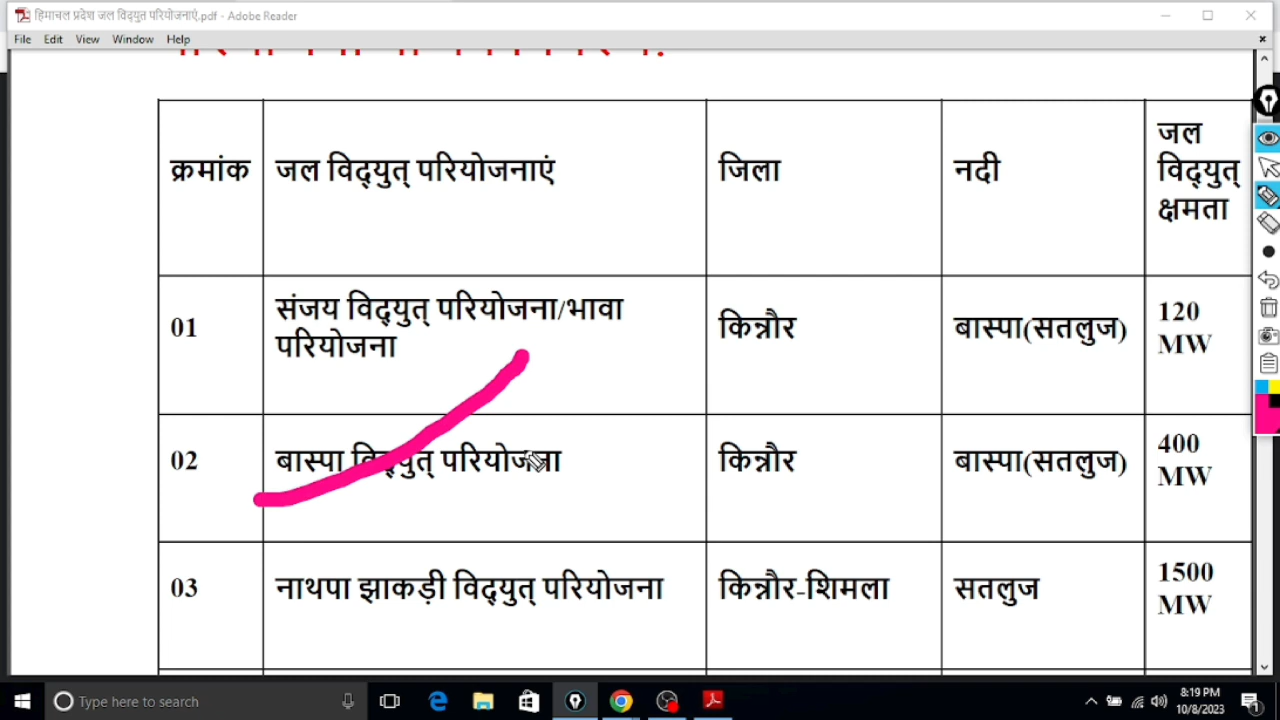 हिमाचल प्रदेश जल विद्युत परियोजनाएं.pdf - Adobe Reader
File Edit View Window Help
क्रमांक जल विद्युत् परियोजनाएं जिला नदी जल विद्युत् क्षमता
01 संजय विद्युत् परियोजना/भावा परियोजना किन्नौर बास्पा(सतलुज) 120 MW
02 बास्पा विद्युत् परियोजना किन्नौर बास्पा(सतलुज) 400 MW
03 नाथपा झाकड़ी विद्युत् परियोजना किन्नौर-शिमला सतलुज 1500 MW
Type here to search
8:19 PM
10/8/2023
1